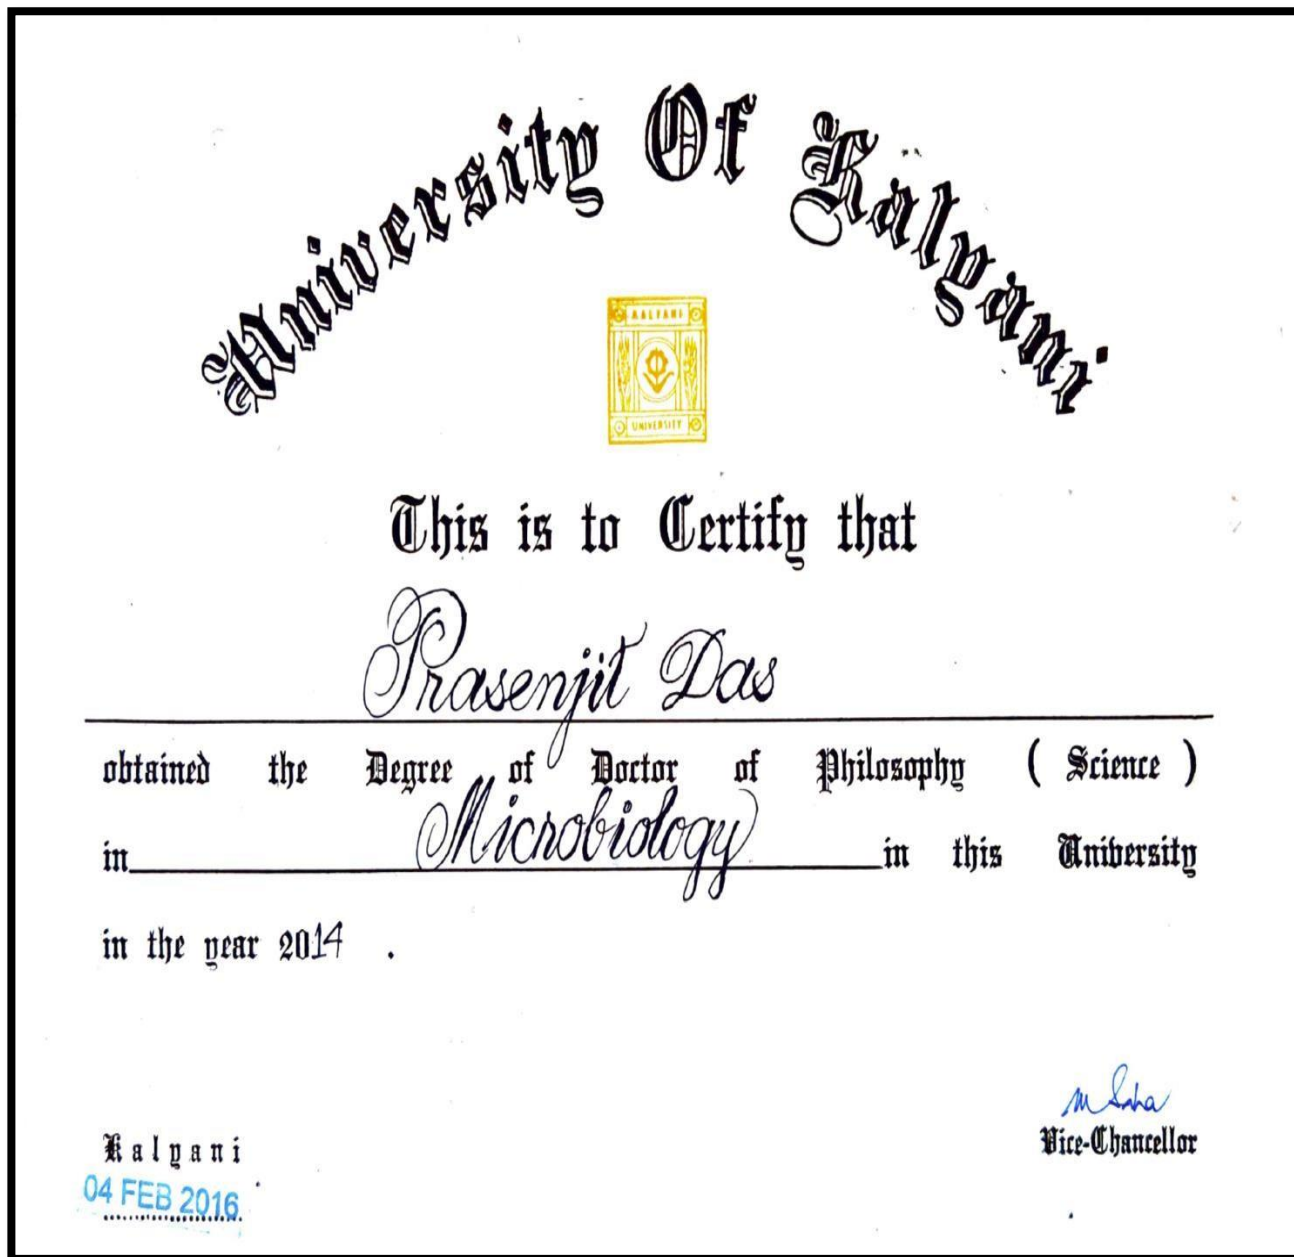 University Of Kalyani
KALYANI
UNIVERSITY
This is to Certify that
Prasenjit Das
obtained the Degree of Doctor of Philosophy ( Science )
in Microbiology in this University
in the year 2014 .
M Saha
Vice-Chancellor
Kalyani
04 FEB 2016